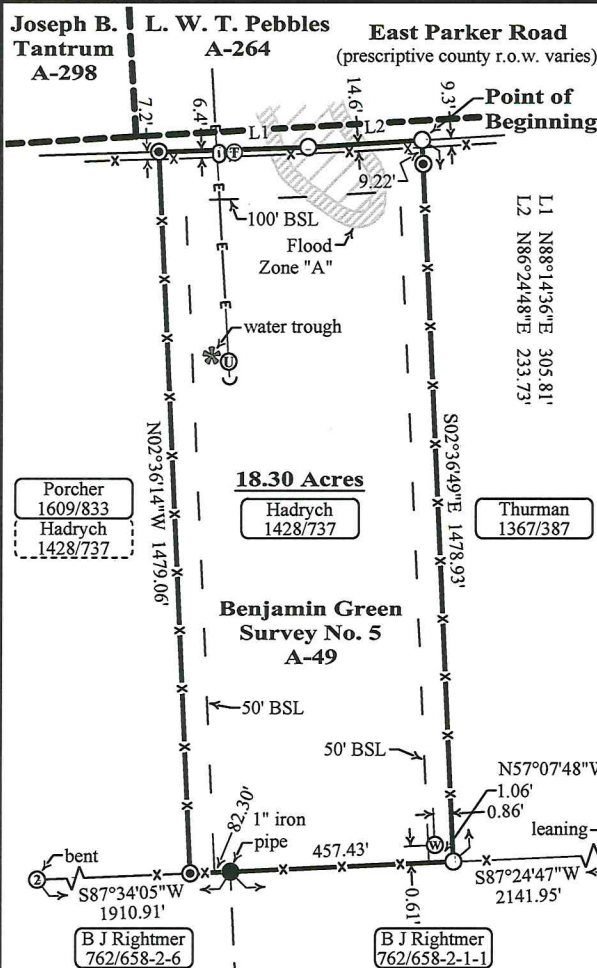 Joseph B.
Tantrum
A-298
L. W. T. Pebbles
A-264
East Parker Road
(prescriptive county r.o.w. varies)
7.2'
6.4'
14.6'
9.3'
Point of
Beginning
L1
L2
T
9.22'
E
100' BSL
Flood
Zone "A"
E
E
L1 N88°14'36"E 305.81'
L2 N86°24'48"E 233.73'
water trough
U
N02°36'14"W 1479.06'
S02°36'49"E 1478.93'
18.30 Acres
Porcher
1609/833
Hadrych
1428/737
Hadrych
1428/737
Thurman
1367/387
Benjamin Green
Survey No. 5
A-49
50' BSL
50' BSL
N57°07'48"W
1.06'
0.86'
82.30'
1" iron
pipe
W
leaning
bent
2
457.43'
S87°34'05"W
1910.91'
0.61'
S87°24'47"W
2141.95'
B J Rightmer
762/658-2-6
B J Rightmer
762/658-2-1-1